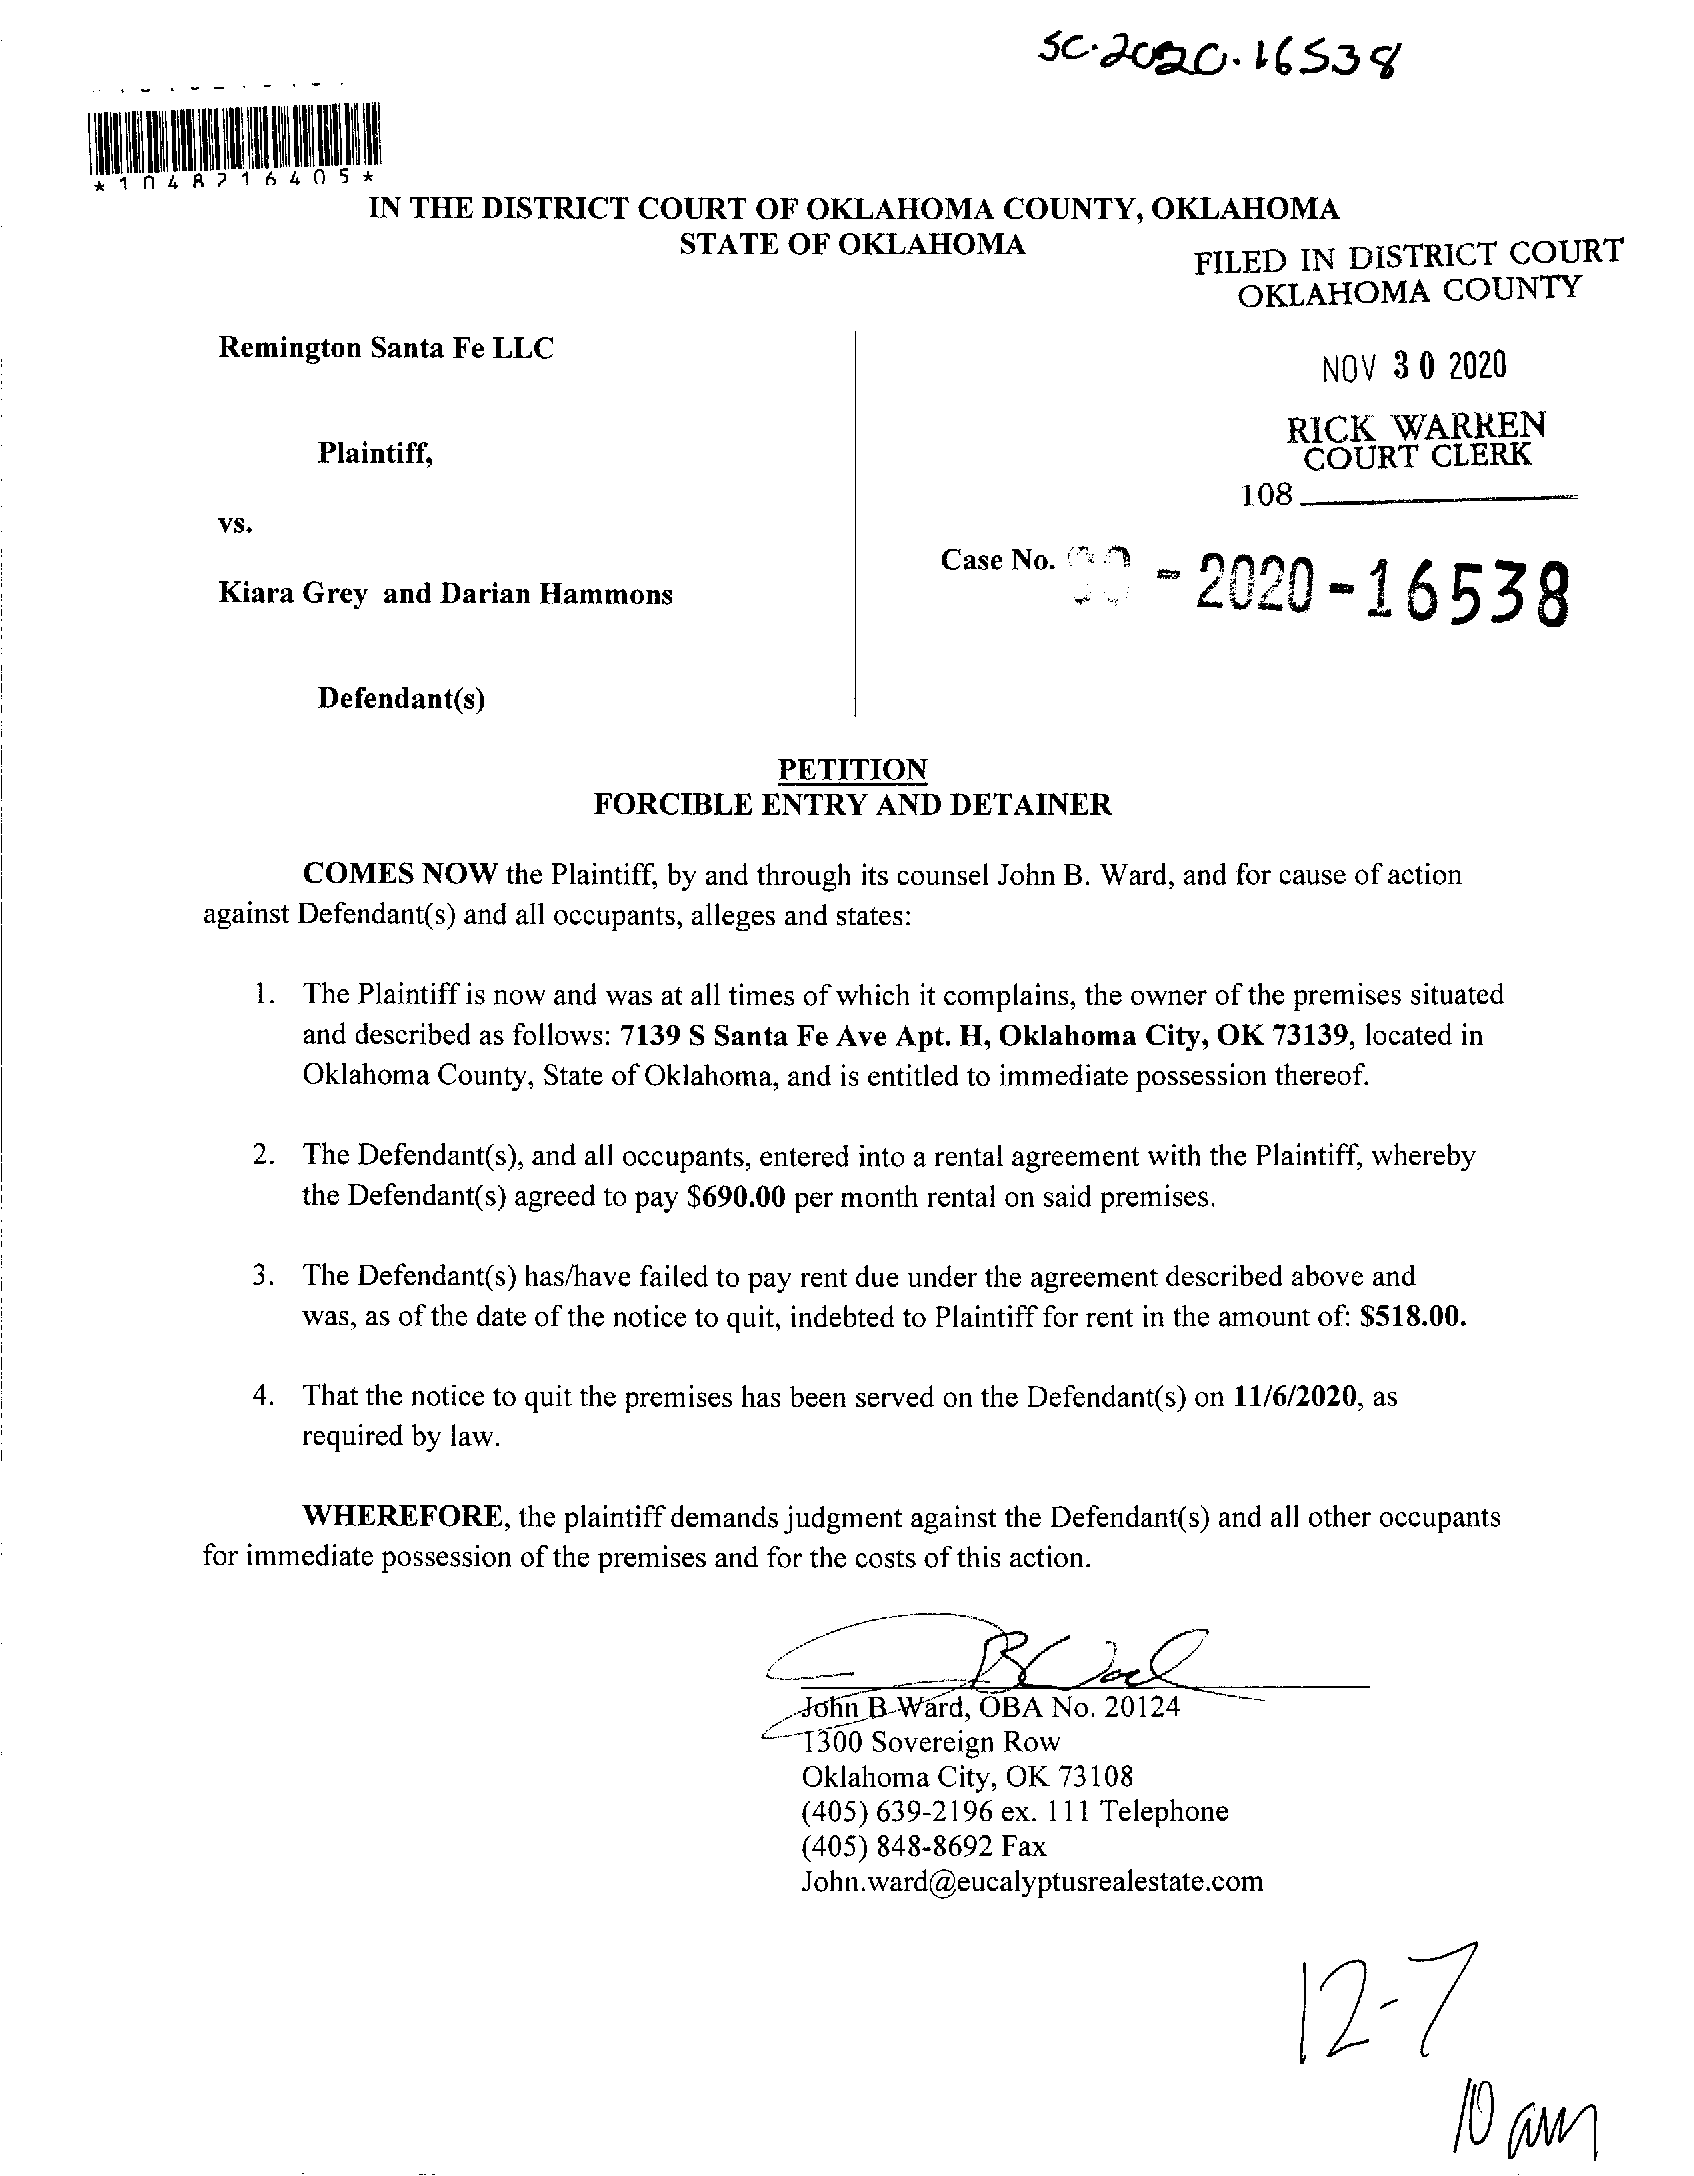 SC-2020-16538
*1048716405*
IN THE DISTRICT COURT OF OKLAHOMA COUNTY, OKLAHOMA
STATE OF OKLAHOMA
FILED IN DISTRICT COURT
OKLAHOMA COUNTY
Remington Santa Fe LLC
NOV 30 2020
RICK WARREN
COURT CLERK
Plaintiff,
108
vs.
Case No. - 2020 - 16538
Kiara Grey and Darian Hammons
Defendant(s)
PETITION
FORCIBLE ENTRY AND DETAINER
COMES NOW the Plaintiff, by and through its counsel John B. Ward, and for cause of action
against Defendant(s) and all occupants, alleges and states:
1. The Plaintiff is now and was at all times of which it complains, the owner of the premises situated
and described as follows: 7139 S Santa Fe Ave Apt. H, Oklahoma City, OK 73139, located in
Oklahoma County, State of Oklahoma, and is entitled to immediate possession thereof.
2. The Defendant(s), and all occupants, entered into a rental agreement with the Plaintiff, whereby
the Defendant(s) agreed to pay $690.00 per month rental on said premises.
3. The Defendant(s) has/have failed to pay rent due under the agreement described above and
was, as of the date of the notice to quit, indebted to Plaintiff for rent in the amount of: $518.00.
4. That the notice to quit the premises has been served on the Defendant(s) on 11/6/2020, as
required by law.
WHEREFORE, the plaintiff demands judgment against the Defendant(s) and all other occupants
for immediate possession of the premises and for the costs of this action.
John B Ward, OBA No. 20124
1300 Sovereign Row
Oklahoma City, OK 73108
(405) 639-2196 ex. 111 Telephone
(405) 848-8692 Fax
John.ward@eucalyptusrealestate.com
12-7
10 am